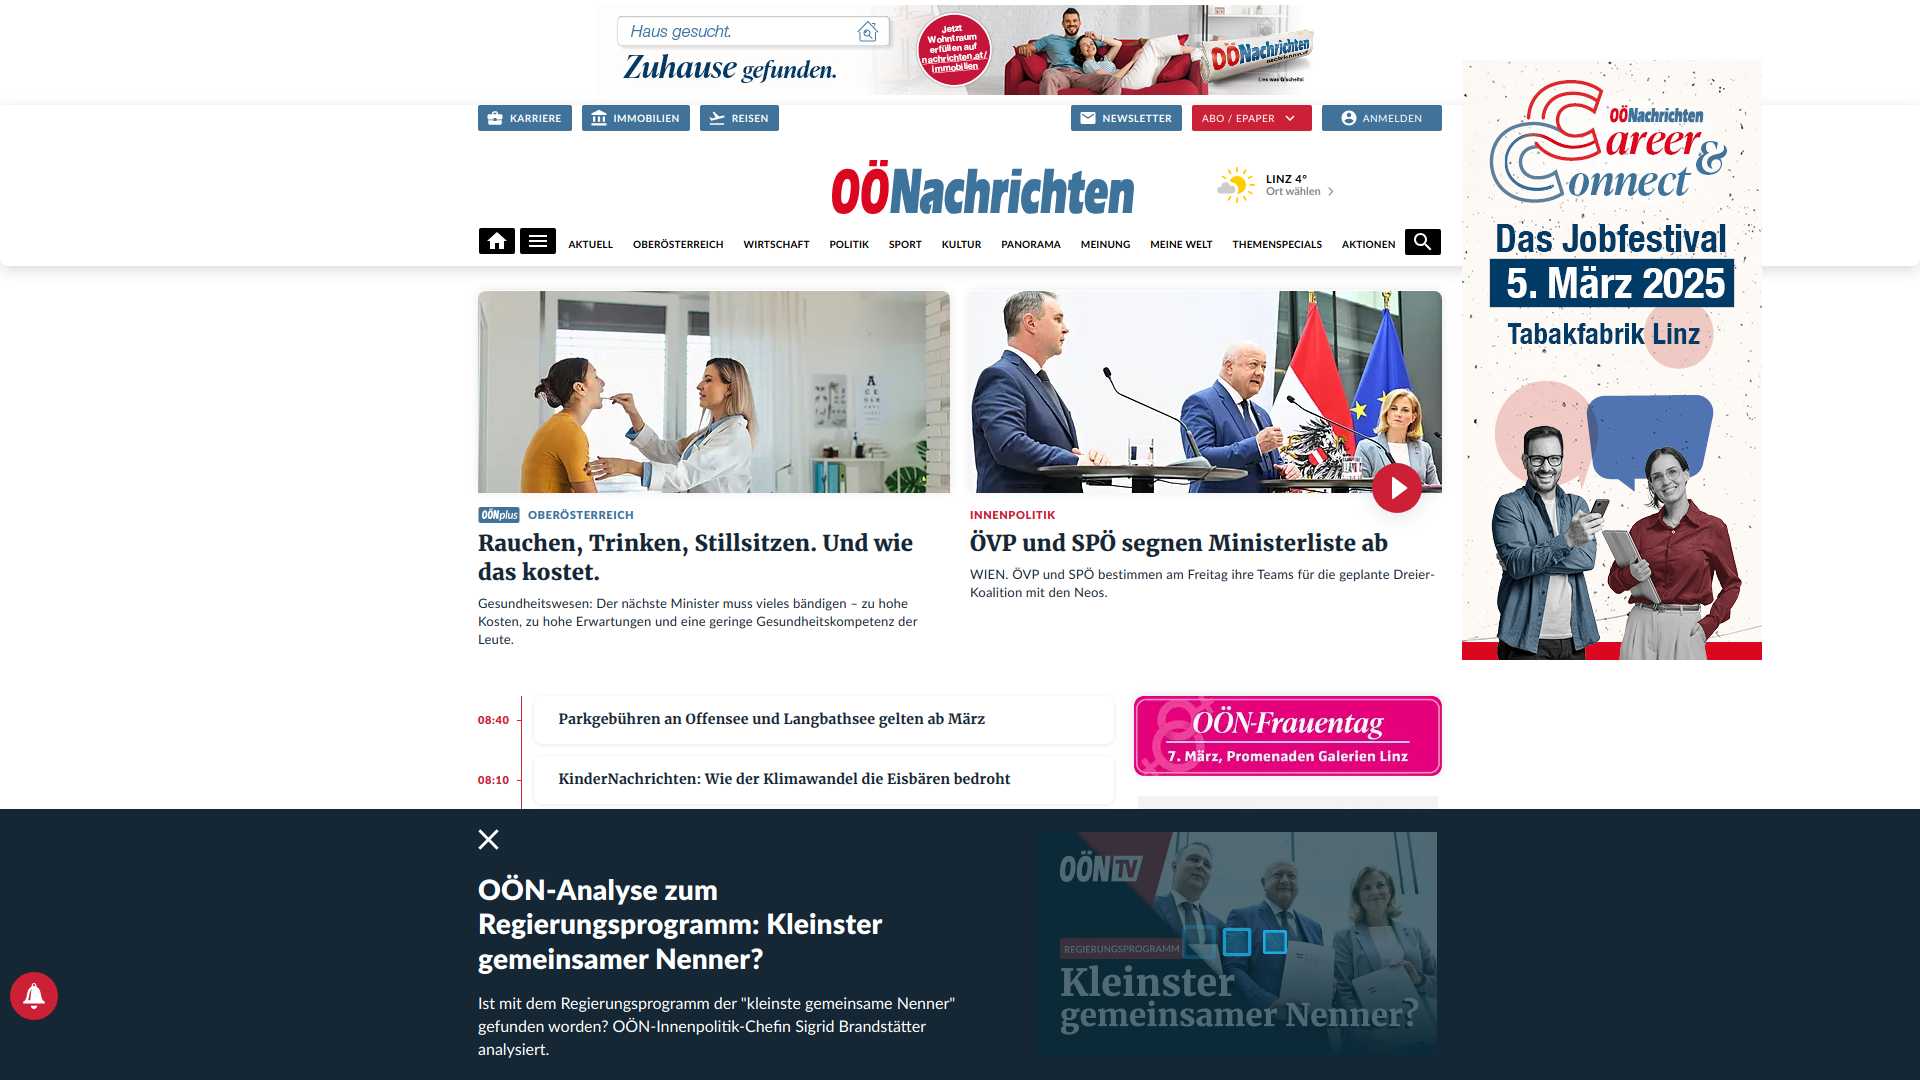 Haus gesucht.
Zuhause gefunden.
Jetzt
Wohntraum
erfüllen auf
nachrichten.at/
immobilien
OÖNachrichten
Lies was G'scheits!
KARRIERE
IMMOBILIEN
REISEN
NEWSLETTER
ABO / EPAPER
ANMELDEN
OÖNachrichten
LINZ 4°
Ort wählen
AKTUELL
OBERÖSTERREICH
WIRTSCHAFT
POLITIK
SPORT
KULTUR
PANORAMA
MEINUNG
MEINE WELT
THEMENSPECIALS
AKTIONEN
OÖNachrichten
Career &
Connect
Das Jobfestival
5. März 2025
Tabakfabrik Linz
OÖNplus OBERÖSTERREICH
Rauchen, Trinken, Stillsitzen. Und wie
das kostet.
Gesundheitswesen: Der nächste Minister muss vieles bändigen – zu hohe
Kosten, zu hohe Erwartungen und eine geringe Gesundheitskompetenz der
Leute.
INNENPOLITIK
ÖVP und SPÖ segnen Ministerliste ab
WIEN. ÖVP und SPÖ bestimmen am Freitag ihre Teams für die geplante Dreier-
Koalition mit den Neos.
08:40
Parkgebühren an Offensee und Langbathsee gelten ab März
08:10
KinderNachrichten: Wie der Klimawandel die Eisbären bedroht
OÖN-Frauentag
7. März, Promenaden Galerien Linz
OÖN-Analyse zum
Regierungsprogramm: Kleinster
gemeinsamer Nenner?
Ist mit dem Regierungsprogramm der "kleinste gemeinsame Nenner"
gefunden worden? OÖN-Innenpolitik-Chefin Sigrid Brandstätter
analysiert.
OÖN TV
REGIERUNGSPROGRAMM
Kleinster
gemeinsamer Nenner?